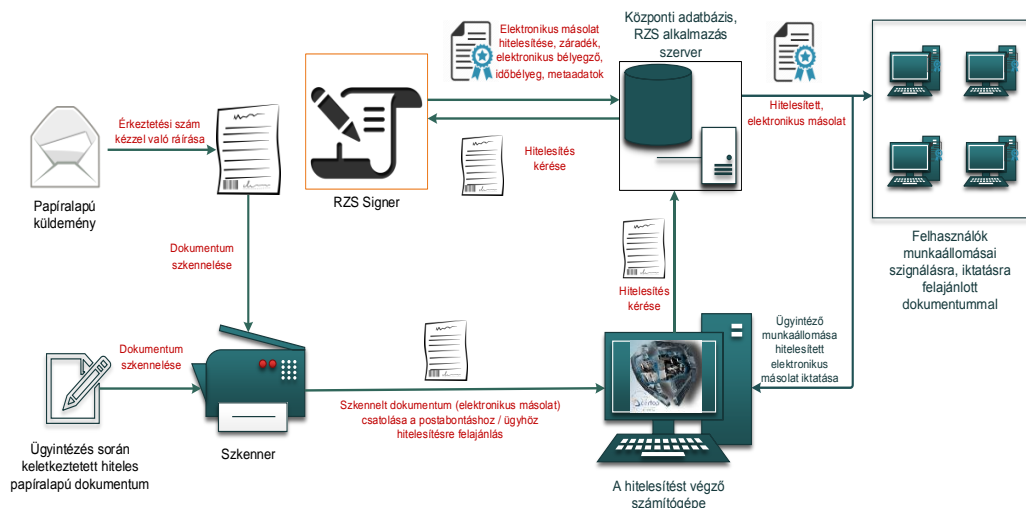 Érkeztetési szám
kézzel való ráírása
Papíralapú
küldemény
RZS Signer
Elektronikus másolat
hitelesítése, záradék,
elektronikus bélyegző,
időbélyeg, metaadatok
Hitelesítés
kérése
Központi adatbázis,
RZS alkalmazás
szerver
Hitelesített,
elektronikus másolat
Felhasználók
munkaállomásai
szignálásra, iktatásra
felajánlott
dokumentummal
Dokumentum
szkennelése
Hitelesítés
kérése
Dokumentum
szkennelése
Ügyintézés során
keletkeztetett hiteles
papíralapú dokumentum
Szkenner
Szkennelt dokumentum (elektronikus másolat)
csatolása a postabontáshoz / ügyhöz
hitelesítésre felajánlás
Ügyintéző
munkaállomása
hitelesített
elektronikus
másolat iktatása
A hitelesítést végző
számítógépe